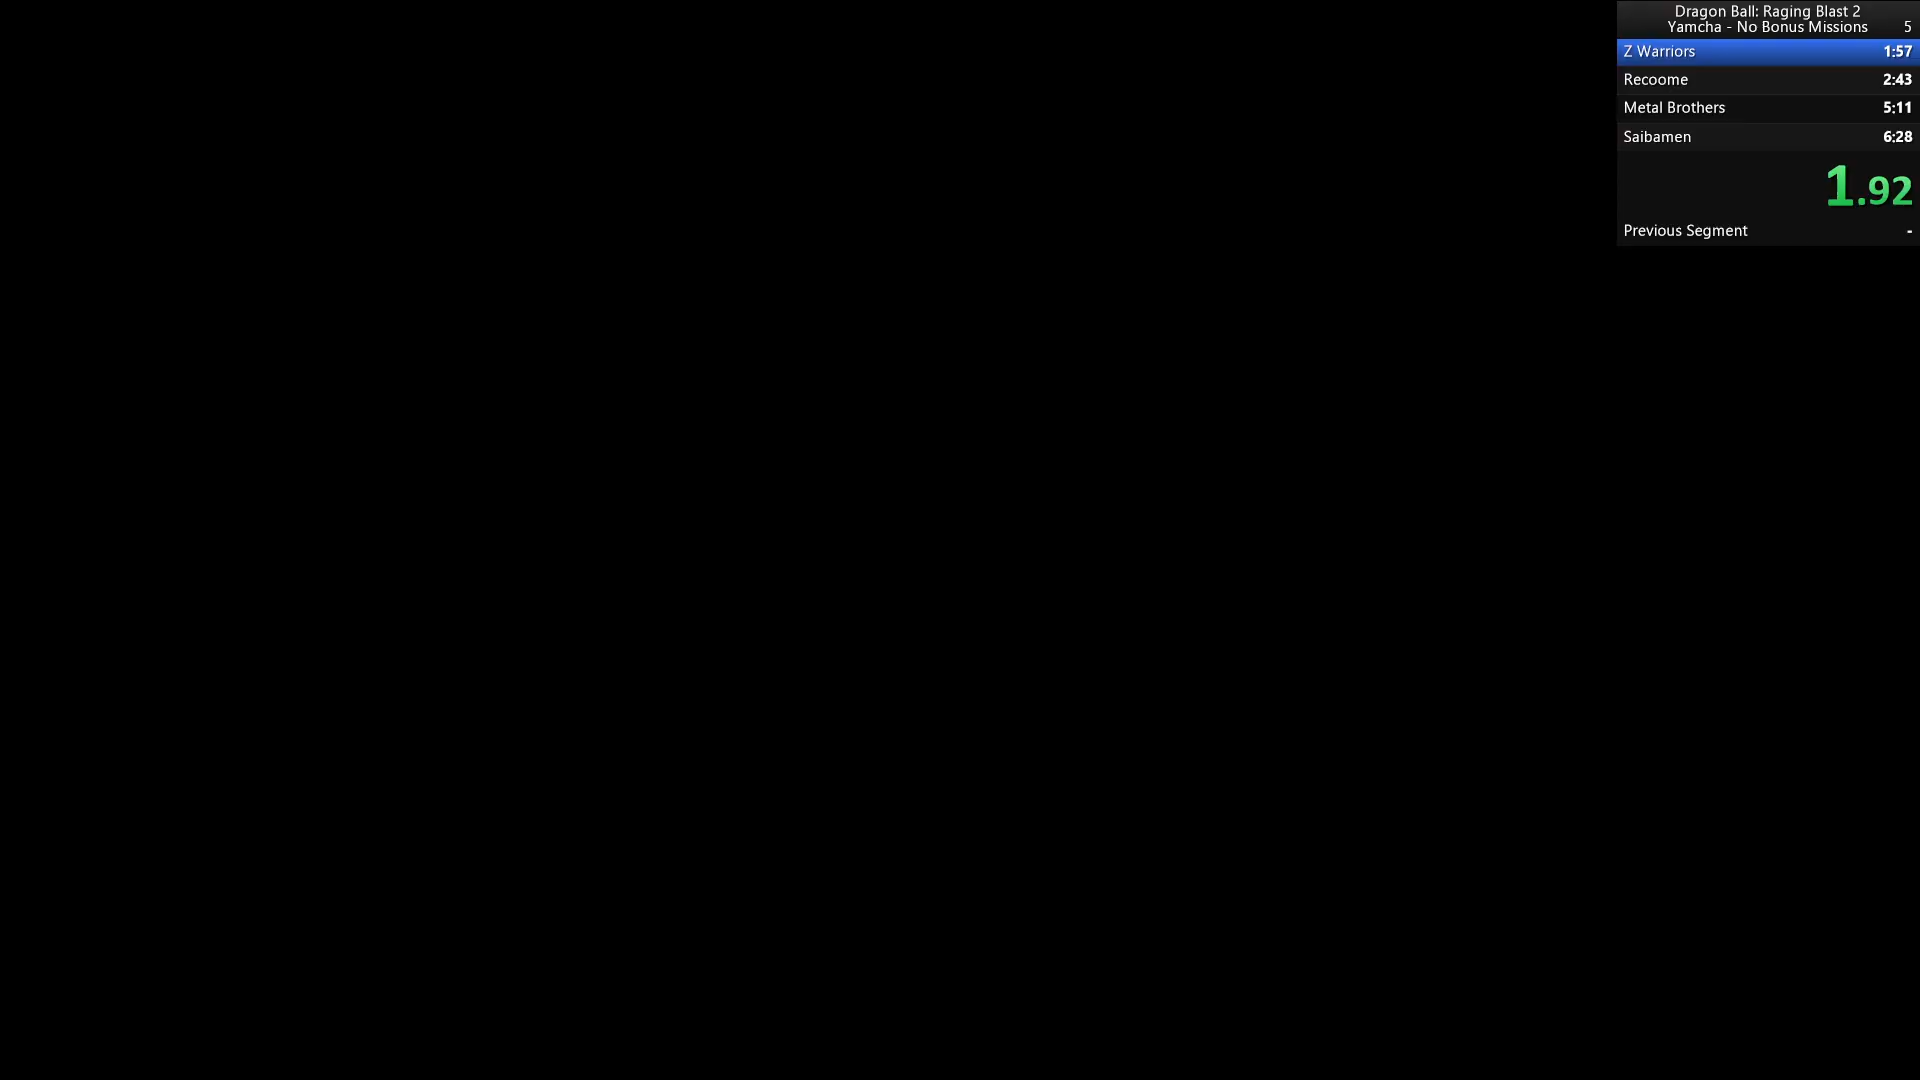 Dragon Ball: Raging Blast 2
Yamcha - No Bonus Missions 5
Z Warriors 1:57
Recoome 2:43
Metal Brothers 5:11
Saibamen 6:28
1.92
Previous Segment -